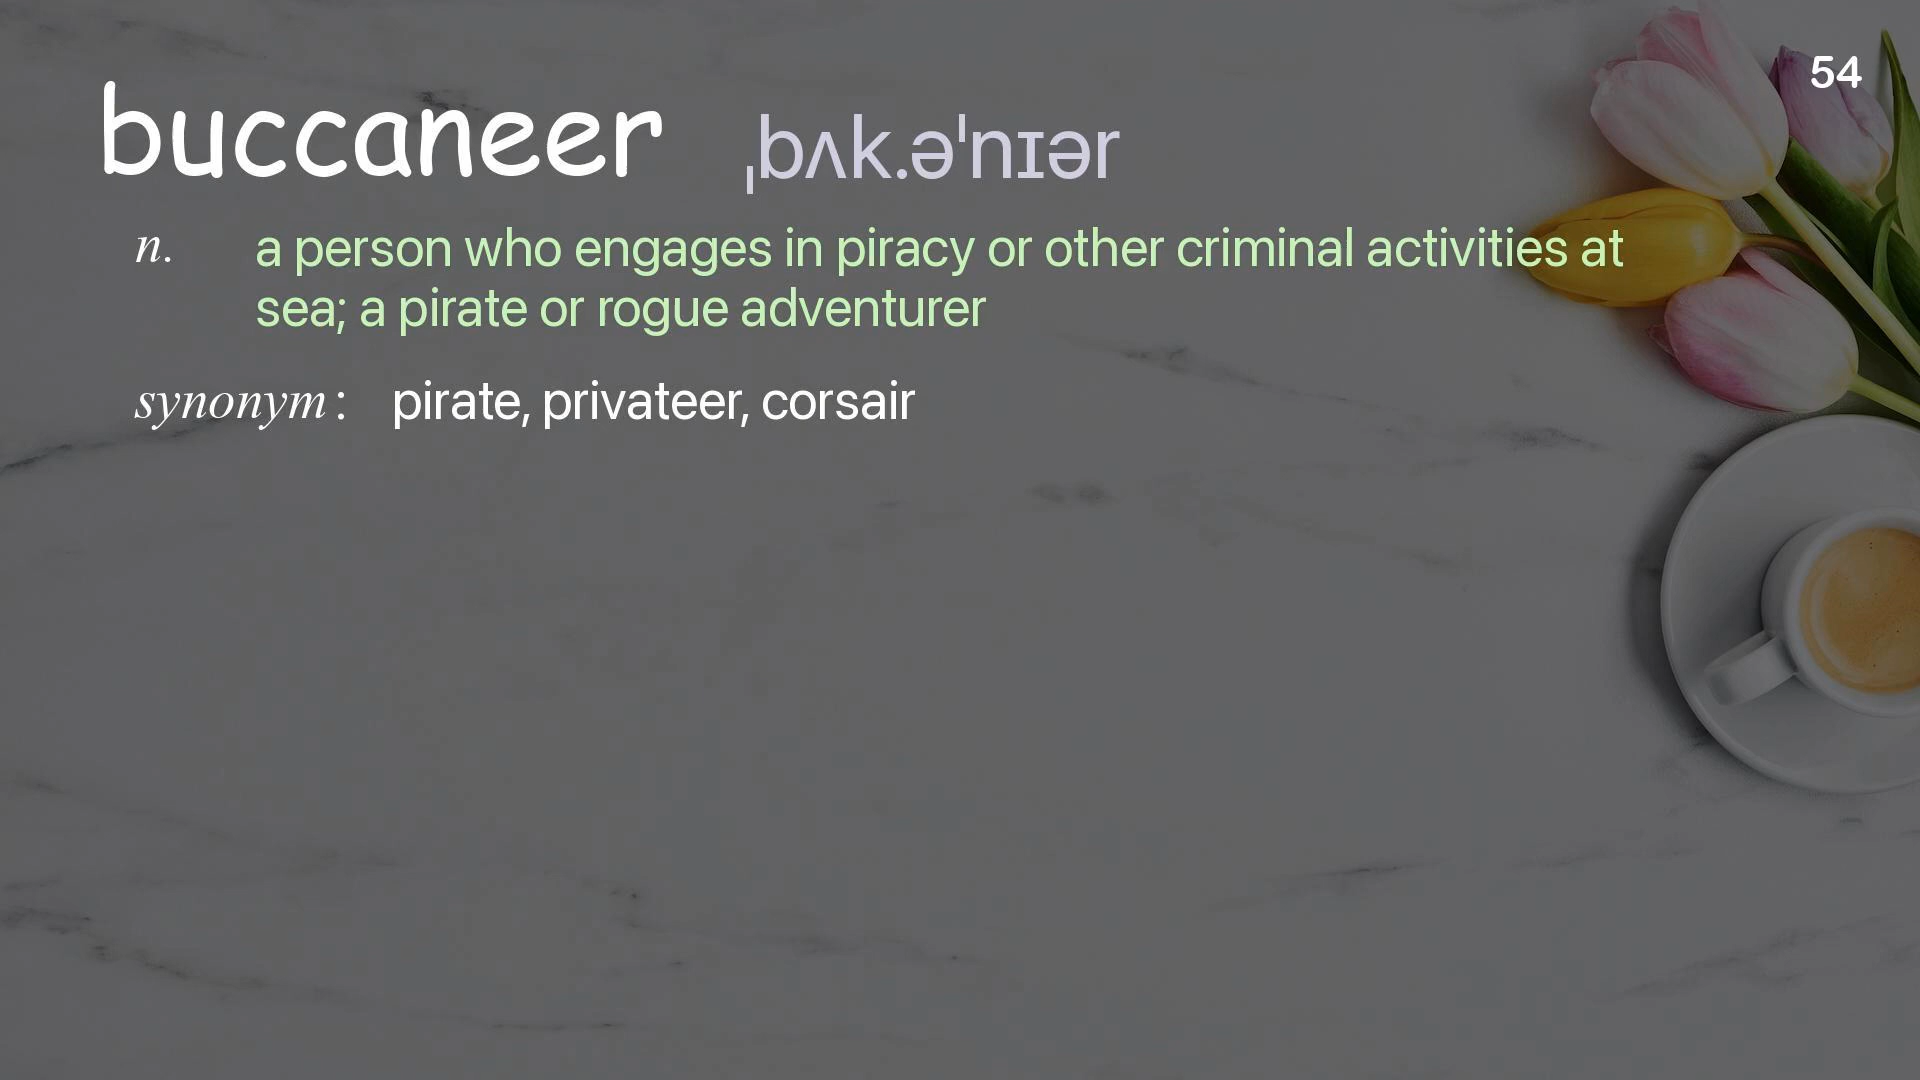 54
buccaneer ˌbʌk.əˈnɪər
n. a person who engages in piracy or other criminal activities at
sea; a pirate or rogue adventurer
synonym: pirate, privateer, corsair